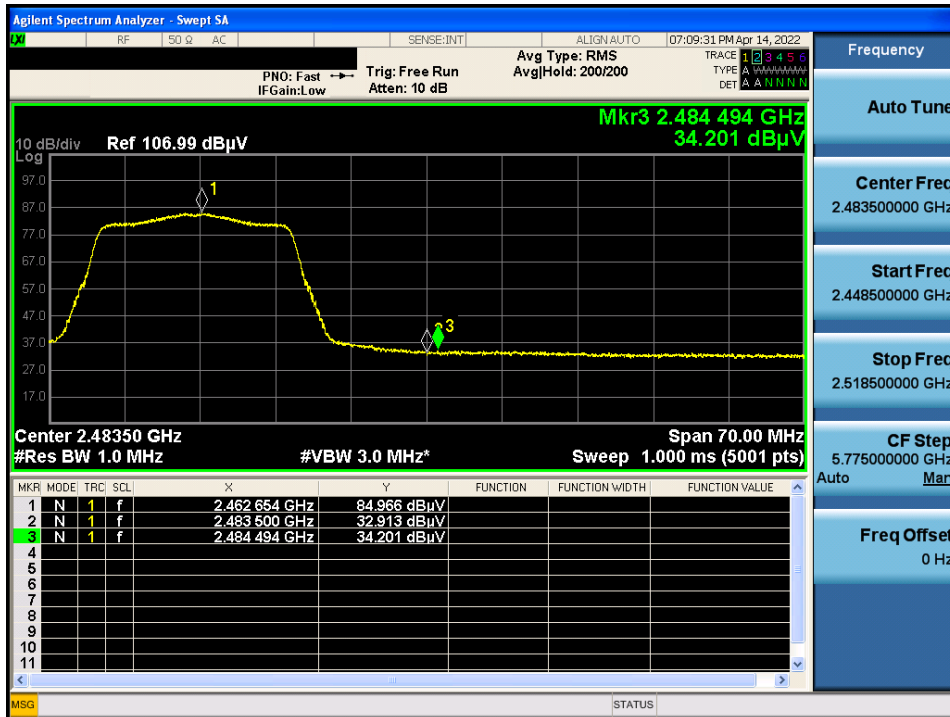 Agilent Spectrum Analyzer - Swept SA
LXI RF 50 Ω AC SENSE:INT ALIGN AUTO 07:09:31 PM Apr 14, 2022
PNO: Fast
IFGain:Low
Trig: Free Run
Atten: 10 dB
Avg Type: RMS
Avg|Hold: 200/200
TRACE 1 2 3 4 5 6
TYPE A WWWWW
DET A A N N N N
Mkr3 2.484 494 GHz
34.201 dBµV
10 dB/div Ref 106.99 dBµV
Log
97.0
87.0
77.0
67.0
57.0
47.0
37.0
27.0
17.0
1
3
Center 2.48350 GHz Span 70.00 MHz
#Res BW 1.0 MHz #VBW 3.0 MHz* Sweep 1.000 ms (5001 pts)
MKR MODE TRC SCL X Y FUNCTION FUNCTION WIDTH FUNCTION VALUE
1 N 1 f 2.462 654 GHz 84.966 dBµV
2 N 1 f 2.483 500 GHz 32.913 dBµV
3 N 1 f 2.484 494 GHz 34.201 dBµV
4
5
6
7
8
9
10
11
MSG STATUS
Frequency
Auto Tune
Center Freq
2.483500000 GHz
Start Freq
2.448500000 GHz
Stop Freq
2.518500000 GHz
CF Step
5.775000000 GHz
Auto Man
Freq Offset
0 Hz